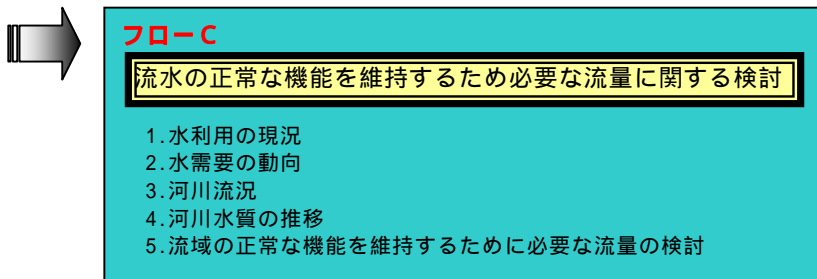 フローC
流水の正常な機能を維持するため必要な流量に関する検討
1.水利用の現況
2.水需要の動向
3.河川流況
4.河川水質の推移
5.流域の正常な機能を維持するために必要な流量の検討